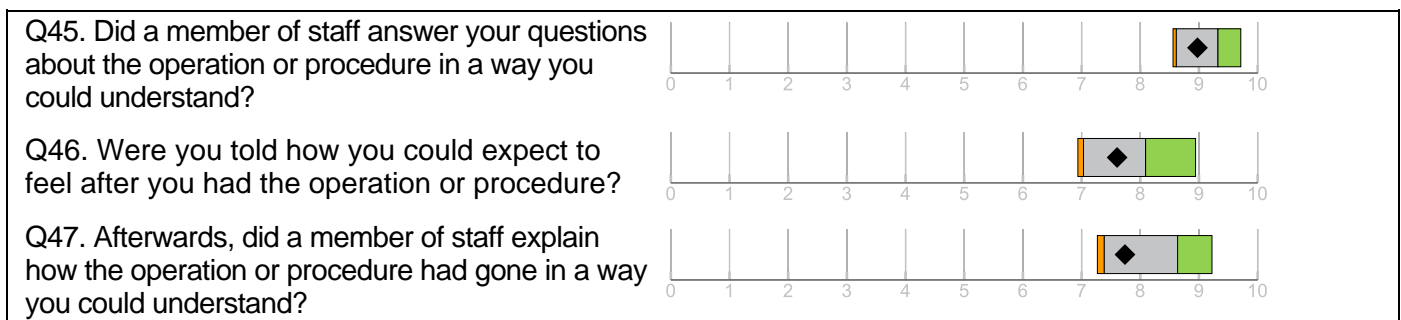 Q45. Did a member of staff answer your questions
about the operation or procedure in a way you
could understand?
0 1 2 3 4 5 6 7 8 9 10
Q46. Were you told how you could expect to
feel after you had the operation or procedure?
0 1 2 3 4 5 6 7 8 9 10
Q47. Afterwards, did a member of staff explain
how the operation or procedure had gone in a way
you could understand?
0 1 2 3 4 5 6 7 8 9 10